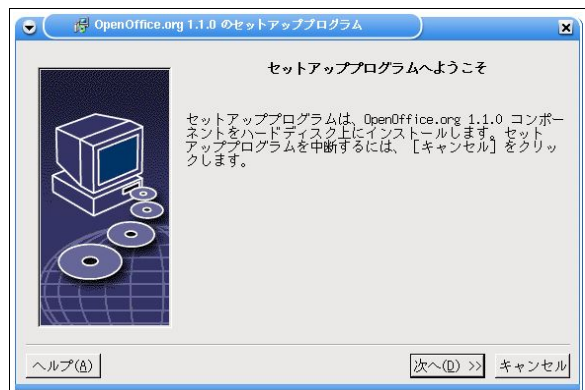 OpenOffice.org 1.1.0 のセットアッププログラム
セットアッププログラムへようこそ
セットアッププログラムは、OpenOffice.org 1.1.0 コンポー
ネントをハードディスク上にインストールします。セット
アッププログラムを中断するには、［キャンセル］をクリッ
クします。
ヘルプ(A)
次へ(D) >>
キャンセル